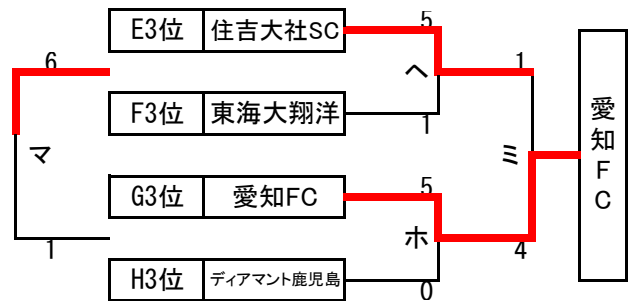 E3位 住吉大社SC 5
6 ヘ 1
F3位 東海大翔洋 1
マ ミ 愛知FC
G3位 愛知FC 5
1 ホ 4
H3位 ディアマント鹿児島 0